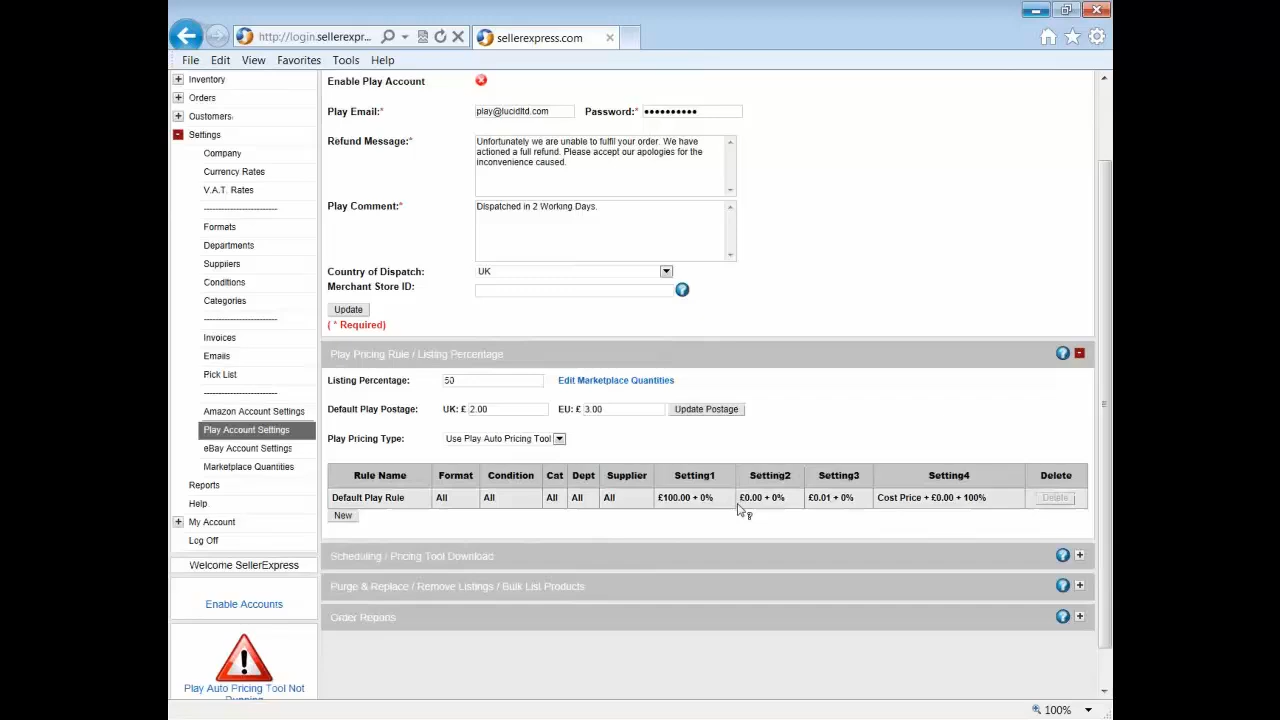 http://login.sellerexpr...
sellerexpress.com
File Edit View Favorites Tools Help
Inventory
Orders
Customers
Settings
Company
Currency Rates
V.A.T. Rates
------------------------
Formats
Departments
Suppliers
Conditions
Categories
------------------------
Invoices
Emails
Pick List
------------------------
Amazon Account Settings
Play Account Settings
eBay Account Settings
Marketplace Quantities
Reports
Help
My Account
Log Off
Welcome SellerExpress
Enable Accounts
Play Auto Pricing Tool Not
Enable Play Account
Play Email:* play@lucidltd.com Password:* ••••••••••
Refund Message:*
Unfortunately we are unable to fulfil your order. We have
actioned a full refund. Please accept our apologies for the
inconvenience caused.
Play Comment:* Dispatched in 2 Working Days.
Country of Dispatch: UK
Merchant Store ID:
Update
( * Required)
Play Pricing Rule / Listing Percentage
Listing Percentage: 50 Edit Marketplace Quantities
Default Play Postage: UK: £ 2.00 EU: £ 3.00 Update Postage
Play Pricing Type: Use Play Auto Pricing Tool
Rule Name Format Condition Cat Dept Supplier Setting1 Setting2 Setting3 Setting4 Delete
Default Play Rule All All All All All £100.00 + 0% £0.00 + 0% £0.01 + 0% Cost Price + £0.00 + 100% Delete
New
Scheduling / Pricing Tool Download
Purge & Replace / Remove Listings / Bulk List Products
Order Reports
100%